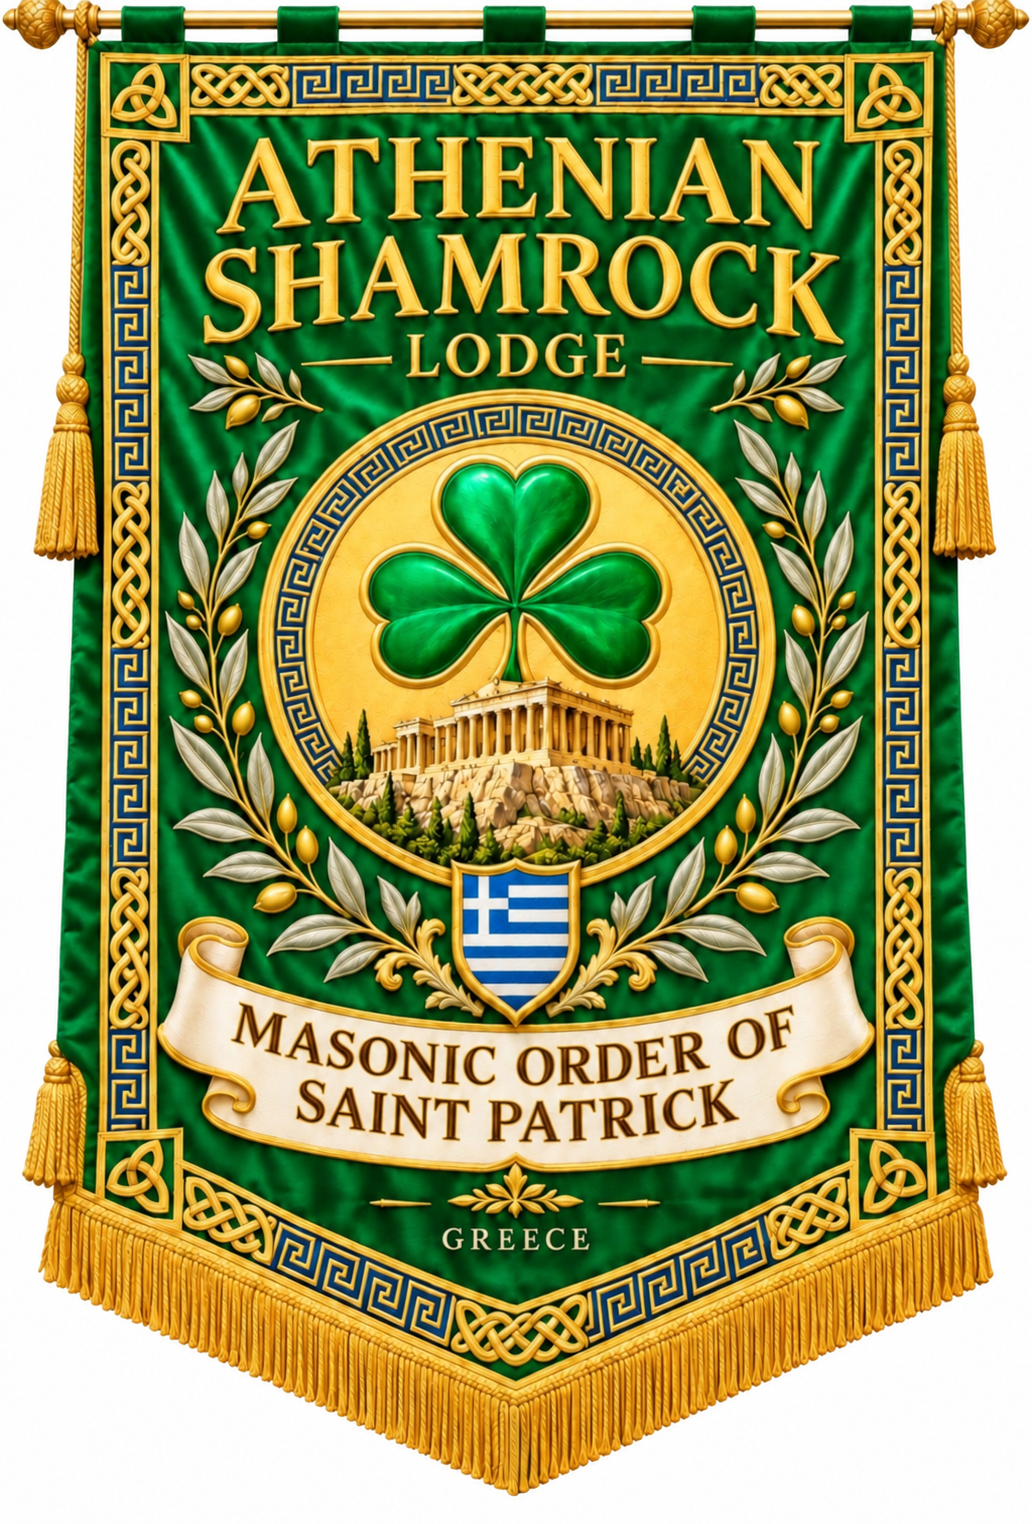 ATHENIAN
SHAMROCK
LODGE
MASONIC ORDER OF
SAINT PATRICK
GREECE